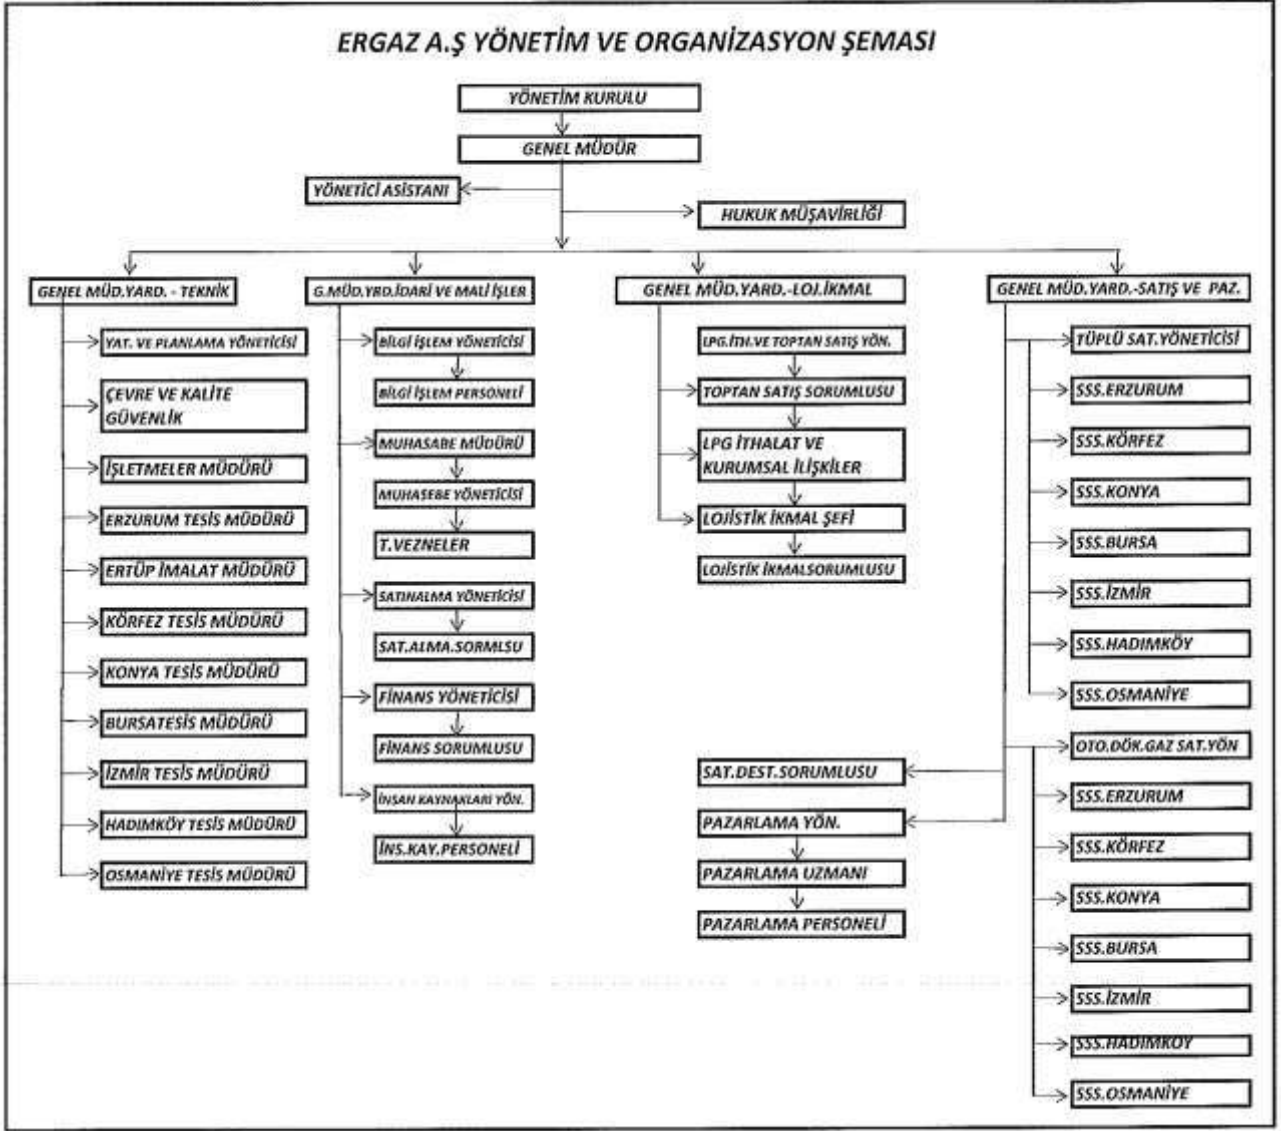 ERGAZ A.Ş YÖNETİM VE ORGANİZASYON ŞEMASI
YÖNETİM KURULU
GENEL MÜDÜR
YÖNETİCİ ASİSTANI
HUKUK MÜŞAVİRLİĞİ
GENEL MÜD.YARD. - TEKNİK
YAT. VE PLANLAMA YÖNETICISI
ÇEVRE VE KALİTE
GÜVENLİK
İŞLETMELER MÜDÜRÜ
ERZURUM TESİS MÜDÜRÜ
ERTÜP İMALAT MÜDÜRÜ
KÖRFEZ TESİS MÜDÜRÜ
KONYA TESİS MÜDÜRÜ
BURSATESİS MÜDÜRÜ
İZMİR TESİS MÜDÜRÜ
HADIMKÖY TESİS MÜDÜRÜ
OSMANİYE TESİS MÜDÜRÜ
G.MÜD.YRD.İDARİ VE MALİ İŞLER
BİLGİ İŞLEM YÖNETİCİSİ
BİLGİ İŞLEM PERSONELİ
MUHASABE MÜDÜRÜ
MUHASEBE YÖNETİCİSİ
T.VEZNELER
SATINALMA YÖNETİCİSİ
SAT.ALMA.SORMLSU
FİNANS YÖNETİCİSİ
FİNANS SORUMLUSU
İNSAN KAYNAKLARI YÖN.
İNS.KAY.PERSONELİ
GENEL MÜD.YARD.-LOJ.İKMAL
LPG.İTH.VE TOPTAN SATIŞ YÖN.
TOPTAN SATIŞ SORUMLUSU
LPG İTHALAT VE
KURUMSAL İLİŞKİLER
LOJİSTİK İKMAL ŞEFİ
LOJİSTİK İKMALSORUMLUSU
SAT.DEST.SORUMLUSU
PAZARLAMA YÖN.
PAZARLAMA UZMANI
PAZARLAMA PERSONELİ
GENEL MÜD.YARD.-SATIŞ VE PAZ.
TÜPLÜ SAT.YÖNETİCİSİ
SSS.ERZURUM
SSS.KÖRFEZ
SSS.KONYA
SSS.BURSA
SSS.İZMİR
SSS.HADIMKÖY
SSS.OSMANİYE
OTO.DÖK.GAZ SAT.YÖN
SSS.ERZURUM
SSS.KÖRFEZ
SSS.KONYA
SSS.BURSA
SSS.İZMİR
SSS.HADIMKÖY
SSS.OSMANİYE